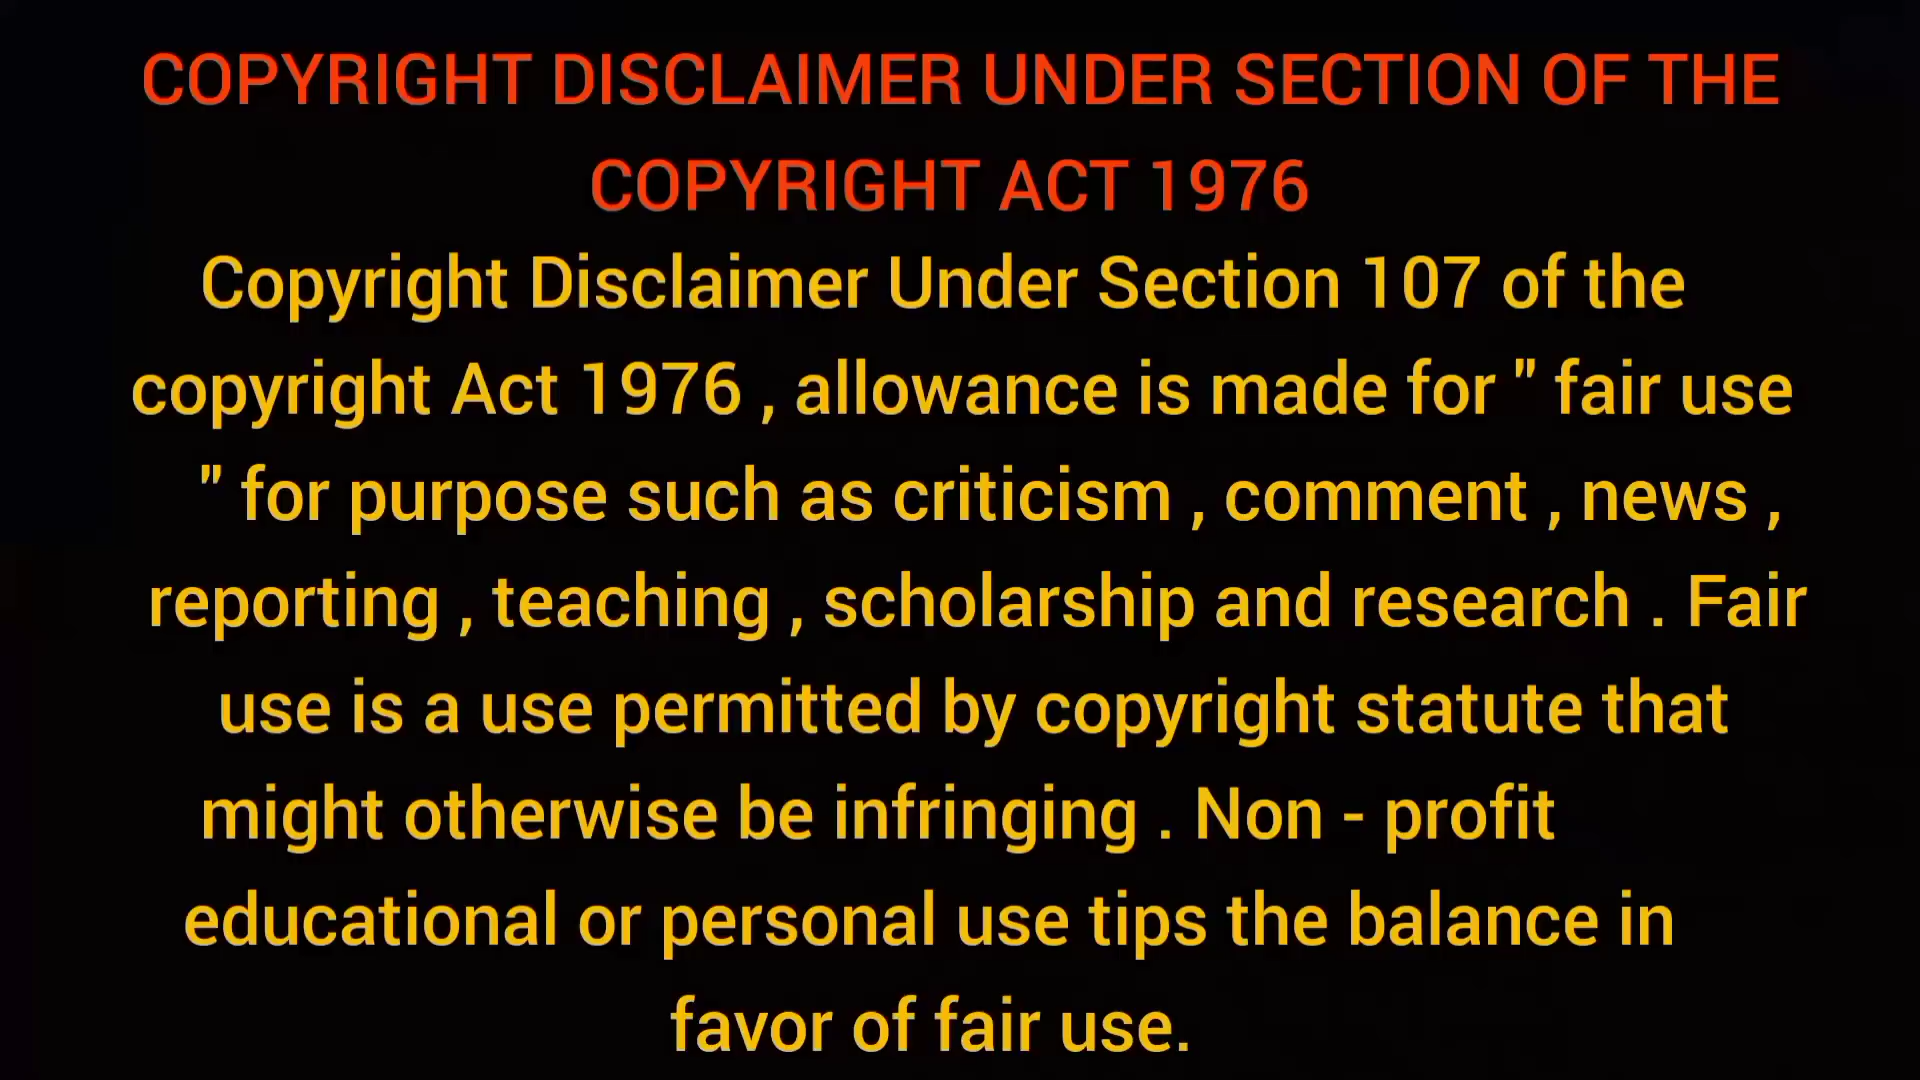 COPYRIGHT DISCLAIMER UNDER SECTION OF THE
COPYRIGHT ACT 1976
Copyright Disclaimer Under Section 107 of the
copyright Act 1976 , allowance is made for " fair use
" for purpose such as criticism , comment , news ,
reporting , teaching , scholarship and research . Fair
use is a use permitted by copyright statute that
might otherwise be infringing . Non - profit
educational or personal use tips the balance in
favor of fair use.